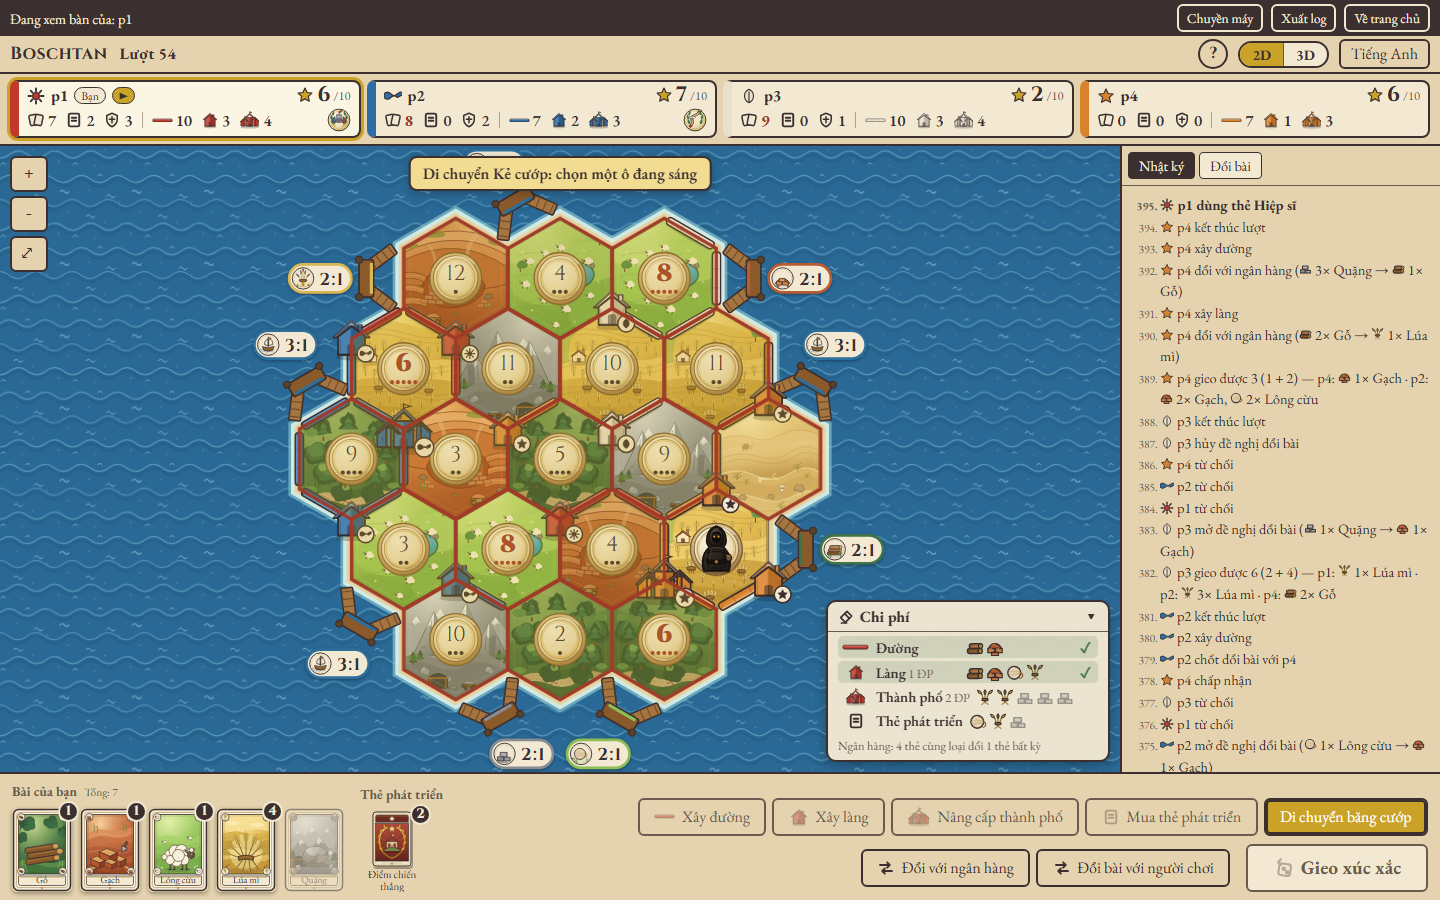 Đang xem bàn của: p1
Chuyển máy
Xuất log
Về trang chủ
BOSCHTAN Lượt 54
?
2D
3D
Tiếng Anh
p1 Bạn 6 /10
7 2 3 10 3 4
p2 7 /10
8 0 2 7 2 3
p3 2 /10
9 0 1 10 3 4
p4 6 /10
0 0 0 7 1 3
+
-
Di chuyển Kẻ cướp: chọn một ô đang sáng
12 4 8
2:1 2:1
3:1 6 11 10 11 3:1
9 3 5 9
3 8 4 2:1
10 2 6
3:1
2:1 2:1
Chi phí
Đường
Làng 1 ĐP
Thành phố 2 ĐP
Thẻ phát triển
Ngân hàng: 4 thẻ cùng loại đổi 1 thẻ bất kỳ
Nhật ký
Đổi bài
395. p1 dùng thẻ Hiệp sĩ
394. p4 kết thúc lượt
393. p4 xây đường
392. p4 đổi với ngân hàng (3× Quặng → 1×
Gỗ)
391. p4 xây làng
390. p4 đổi với ngân hàng (2× Gỗ → 1× Lúa
mì)
389. p4 gieo được 3 (1 + 2) — p4: 1× Gạch · p2:
2× Gạch, 2× Lông cừu
388. p3 kết thúc lượt
387. p3 hủy đề nghị đổi bài
386. p4 từ chối
385. p2 từ chối
384. p1 từ chối
383. p3 mở đề nghị đổi bài (1× Quặng → 1×
Gạch)
382. p3 gieo được 6 (2 + 4) — p1: 1× Lúa mì ·
p2: 3× Lúa mì · p4: 2× Gỗ
381. p2 kết thúc lượt
380. p2 xây đường
379. p2 chốt đổi bài với p4
378. p4 chấp nhận
377. p3 từ chối
376. p1 từ chối
375. p2 mở đề nghị đổi bài (1× Lông cừu →
1× Gạch)
Bài của bạn Tổng: 7
1 1 1 4
Gỗ Gạch Lông cừu Lúa mì Quặng
Thẻ phát triển
2
Điểm chiến
thắng
Xây đường
Xây làng
Nâng cấp thành phố
Mua thẻ phát triển
Di chuyển băng cướp
Đổi với ngân hàng
Đổi bài với người chơi
Gieo xúc xắc